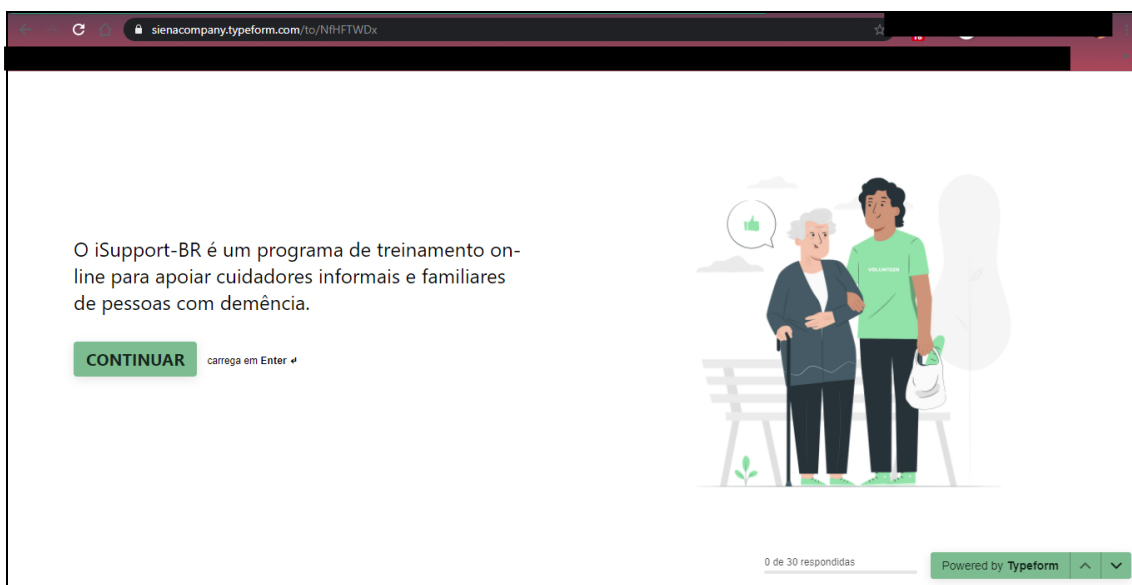 sienacompany.typeform.com/to/NfHFTWDx
O iSupport-BR é um programa de treinamento on-
line para apoiar cuidadores informais e familiares
de pessoas com demência.
CONTINUAR carrega em Enter ↵
VOLUNTEER
0 de 30 respondidas
Powered by Typeform